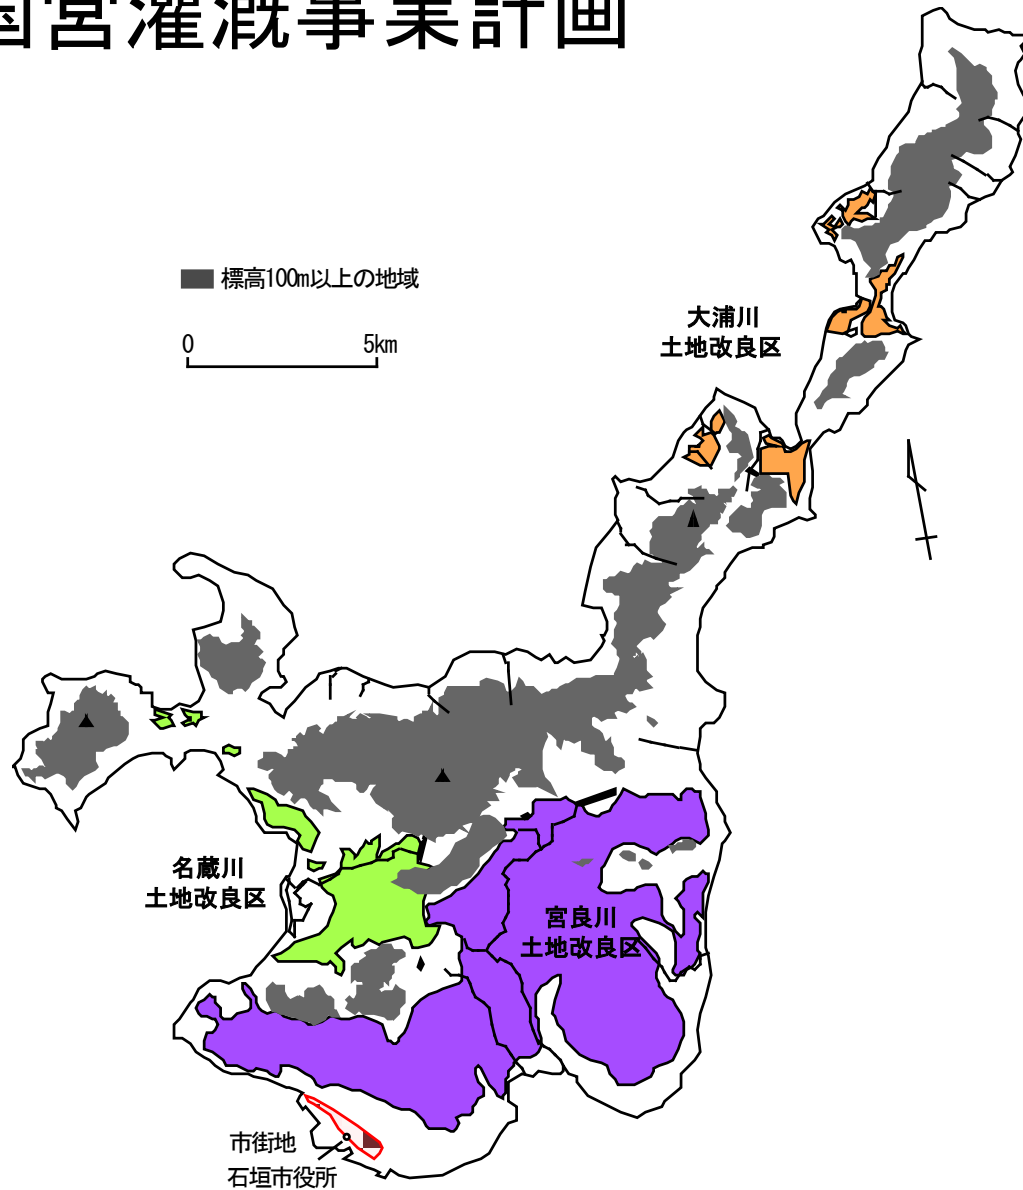 国営灌漑事業計画
標高100m以上の地域
0 5km
大浦川
土地改良区
名蔵川
土地改良区
宮良川
土地改良区
市街地
石垣市役所